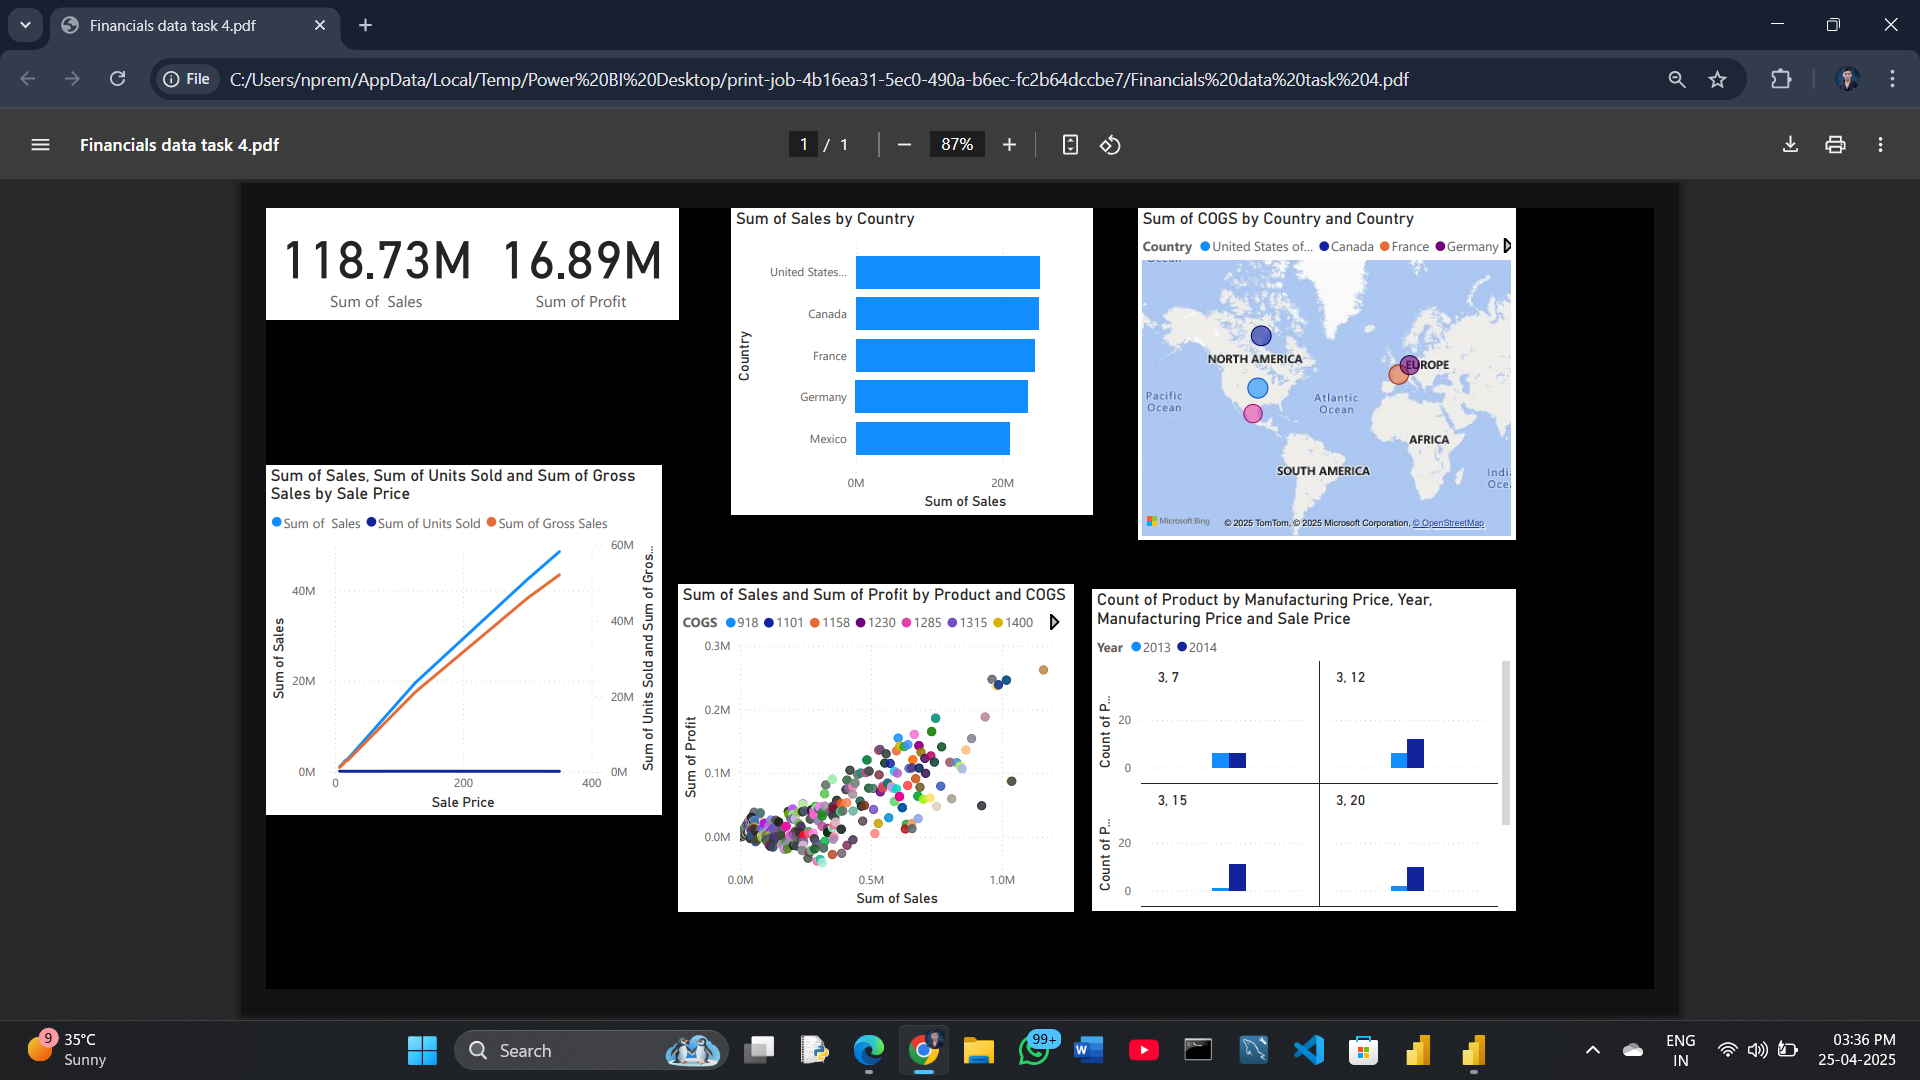 Financials data task 4.pdf
File
C:/Users/nprem/AppData/Local/Temp/Power%20BI%20Desktop/print-job-4b16ea31-5ec0-490a-b6ec-fc2b64dccbe7/Financials%20data%20task%204.pdf
Financials data task 4.pdf
1 / 1
87%
118.73M 16.89M
Sum of Sales Sum of Profit
Sum of Sales by Country
Country
United States...
Canada
France
Germany
Mexico
0M 20M
Sum of Sales
Sum of COGS by Country and Country
Country United States of... Canada France Germany
NORTH AMERICA
EUROPE
Pacific
Ocean
Atlantic
Ocean
AFRICA
SOUTH AMERICA
Indi
Oce
Microsoft Bing © 2025 TomTom, © 2025 Microsoft Corporation, © OpenStreetMap
Sum of Sales, Sum of Units Sold and Sum of Gross
Sales by Sale Price
Sum of Sales Sum of Units Sold Sum of Gross Sales
Sum of Sales
40M
20M
0M
60M
40M
20M
0M
Sum of Units Sold and Sum of Gros...
0 200 400
Sale Price
Sum of Sales and Sum of Profit by Product and COGS
COGS 918 1101 1158 1230 1285 1315 1400
Sum of Profit
0.3M
0.2M
0.1M
0.0M
0.0M 0.5M 1.0M
Sum of Sales
Count of Product by Manufacturing Price, Year,
Manufacturing Price and Sale Price
Year 2013 2014
3, 7 3, 12
Count of P...
20
0
3, 15 3, 20
Count of P...
20
0
9
35°C
Sunny
Search
99+
ENG
IN
03:36 PM
25-04-2025